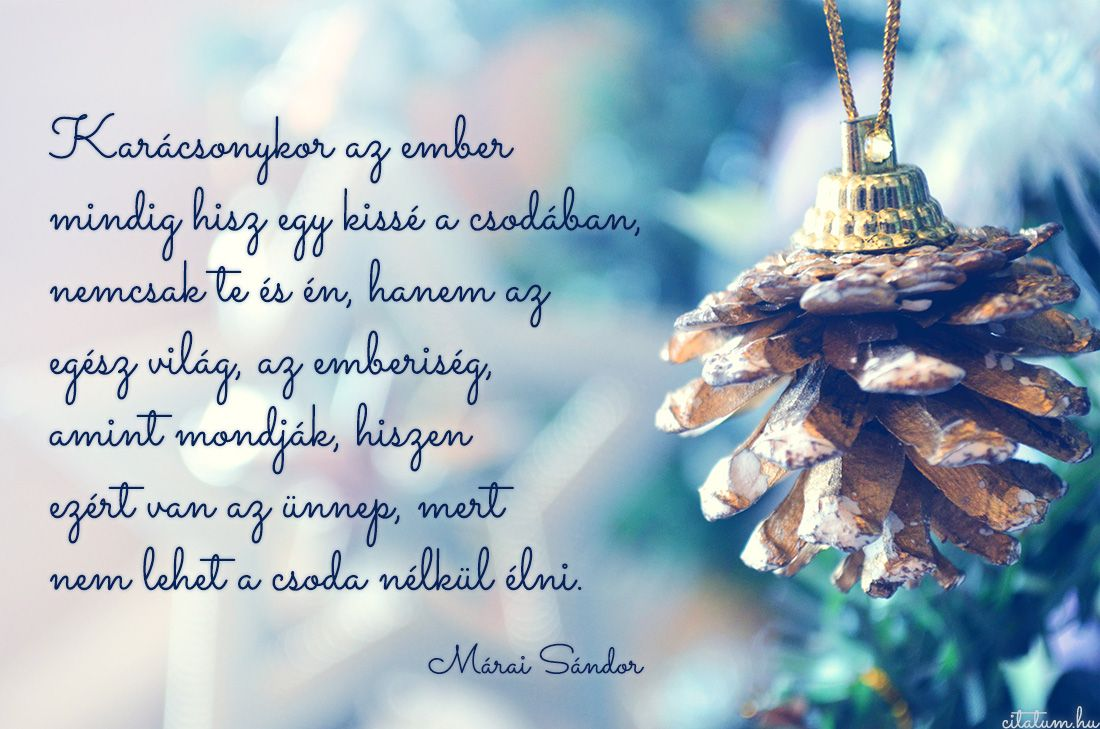 Karácsonykor az ember
mindig hisz egy kissé a csodában,
nemcsak te és én, hanem az
egész világ, az emberiség,
amint mondják, hiszen
ezért van az ünnep, mert
nem lehet a csoda nélkül élni.
Márai Sándor
citatum.hu